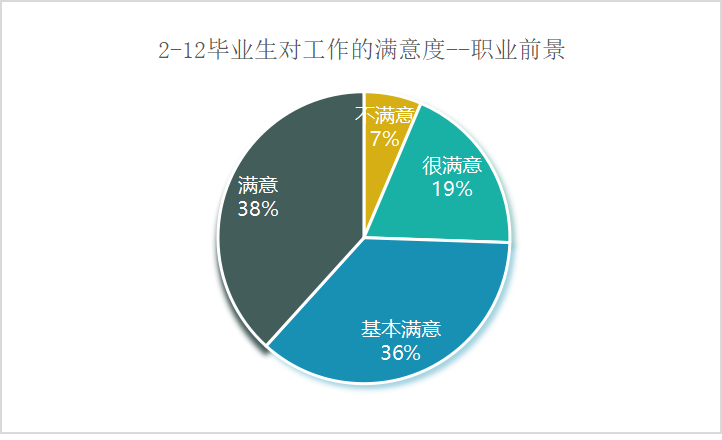 2-12毕业生对工作的满意度--职业前景
不满意
7%
很满意
19%
满意
38%
基本满意
36%